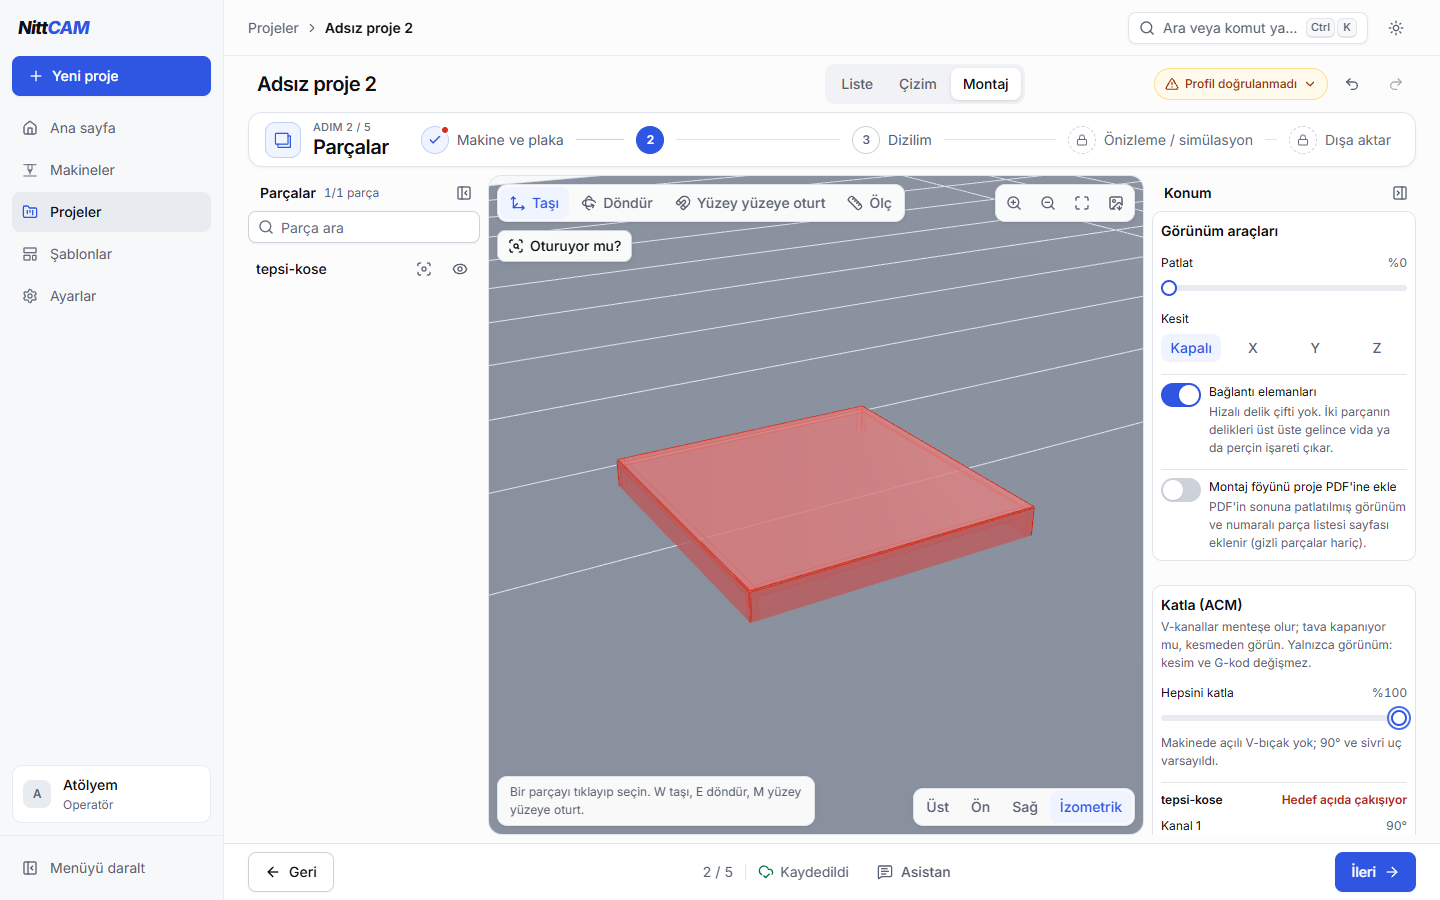 NittCAM
Projeler > Adsız proje 2
Ara veya komut ya... Ctrl K
Yeni proje
Ana sayfa
Makineler
Projeler
Şablonlar
Ayarlar
A
Atölyem
Operatör
Menüyü daralt
Adsız proje 2
Liste Çizim Montaj
Profil doğrulanmadı
ADIM 2 / 5
Parçalar
Makine ve plaka
2
3 Dizilim
Önizleme / simülasyon
Dışa aktar
Parçalar 1/1 parça
Parça ara
tepsi-kose
Taşı Döndür Yüzey yüzeye oturt Ölç
Oturuyor mu?
Bir parçayı tıklayıp seçin. W taşı, E döndür, M yüzey
yüzeye oturt.
Üst Ön Sağ İzometrik
Konum
Görünüm araçları
Patlat %0
Kesit
Kapalı X Y Z
Bağlantı elemanları
Hizalı delik çifti yok. İki parçanın
delikleri üst üste gelince vida ya
da perçin işareti çıkar.
Montaj föyünü proje PDF'ine ekle
PDF'in sonuna patlatılmış görünüm
ve numaralı parça listesi sayfası
eklenir (gizli parçalar hariç).
Katla (ACM)
V-kanallar menteşe olur; tava kapanıyor
mu, kesmeden görün. Yalnızca görünüm:
kesim ve G-kod değişmez.
Hepsini katla %100
Makinede açılı V-bıçak yok; 90° ve sivri uç
varsayıldı.
tepsi-kose Hedef açıda çakışıyor
Kanal 1 90°
Geri
2 / 5
Kaydedildi
Asistan
İleri